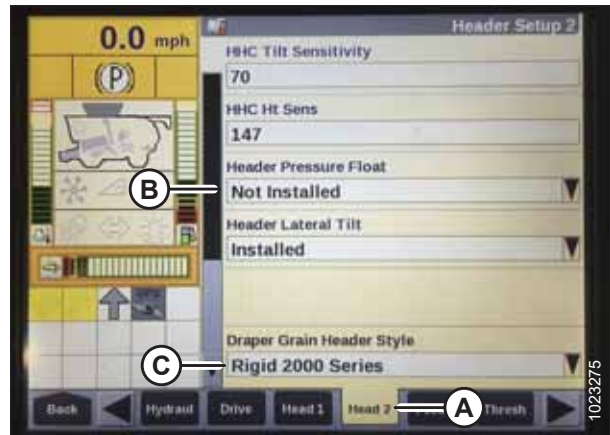 0.0 mph
Header Setup 2
(P)
HHC Tilt Sensitivity
70
HHC Ht Sens
147
Header Pressure Float
B
Not Installed
Header Lateral Tilt
Installed
Draper Grain Header Style
C
Rigid 2000 Series
Back
Hydraul
Drive
Head 1
Head 2
A
Thresh
1023275